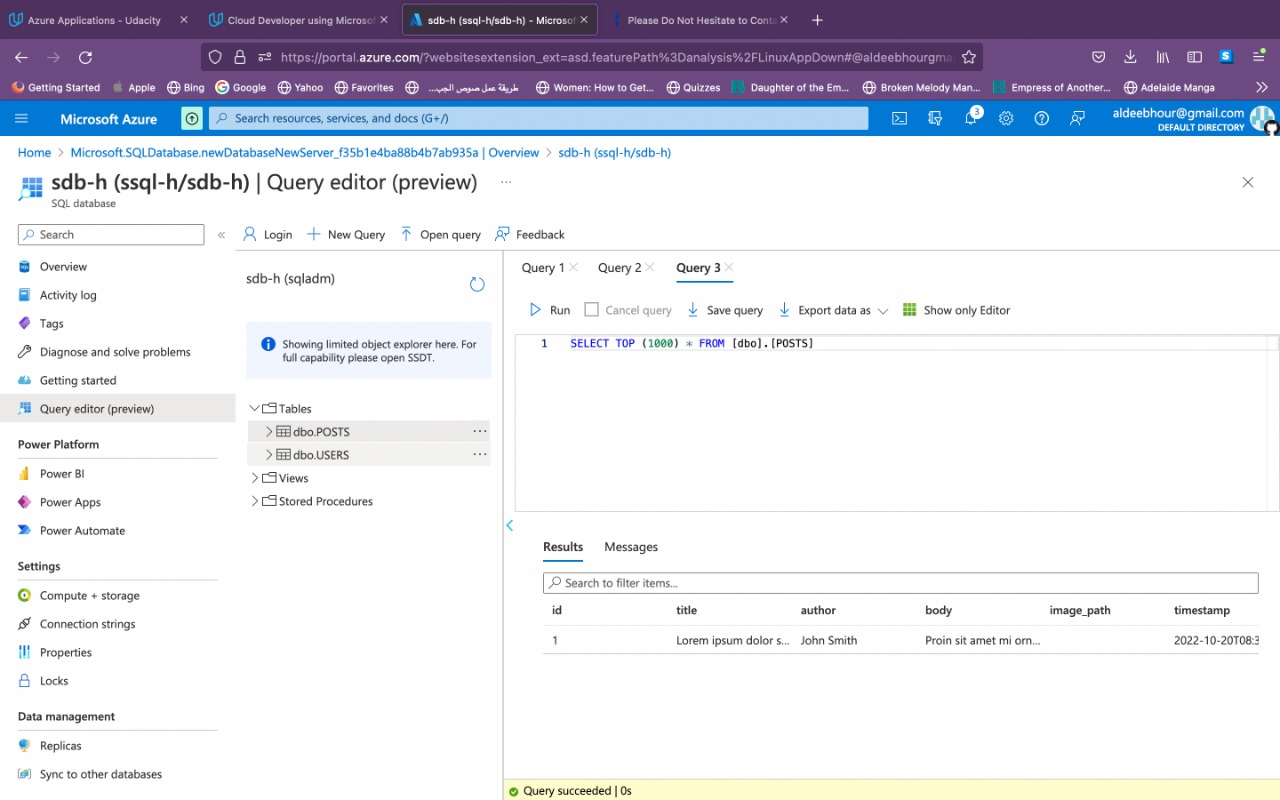 Azure Applications - Udacity
Cloud Developer using Microsof
sdb-h (ssql-h/sdb-h) - Microsof
Please Do Not Hesitate to Conta
https://portal.azure.com/?websitesextension_ext=asd.featurePath%3Danalysis%2FLinuxAppDown#@aldeebhourgma
Getting Started
Apple
Bing
Google
Yahoo
Favorites
طريقة عمل صوص الجب...
Women: How to Get...
Quizzes
Daughter of the Em...
Broken Melody Man...
Empress of Another...
Adelaide Manga
Microsoft Azure
Search resources, services, and docs (G+/)
3
aldeebhour@gmail.com
DEFAULT DIRECTORY
Home > Microsoft.SQLDatabase.newDatabaseNewServer_f35b1e4ba88b4b7ab935a | Overview > sdb-h (ssql-h/sdb-h)
sdb-h (ssql-h/sdb-h) | Query editor (preview) ...
SQL database
Search
«
Overview
Activity log
Tags
Diagnose and solve problems
Getting started
Query editor (preview)
Power Platform
Power BI
Power Apps
Power Automate
Settings
Compute + storage
Connection strings
Properties
Locks
Data management
Replicas
Sync to other databases
Login
New Query
Open query
Feedback
sdb-h (sqladm)
Showing limited object explorer here. For
full capability please open SSDT.
Tables
dbo.POSTS ...
dbo.USERS ...
Views
Stored Procedures
Query 1
Query 2
Query 3
Run
Cancel query
Save query
Export data as
Show only Editor
1 SELECT TOP (1000) * FROM [dbo].[POSTS]
Results
Messages
Search to filter items...
id title author body image_path timestamp
1 Lorem ipsum dolor s... John Smith Proin sit amet mi orn... 2022-10-20T08:3
Query succeeded | 0s